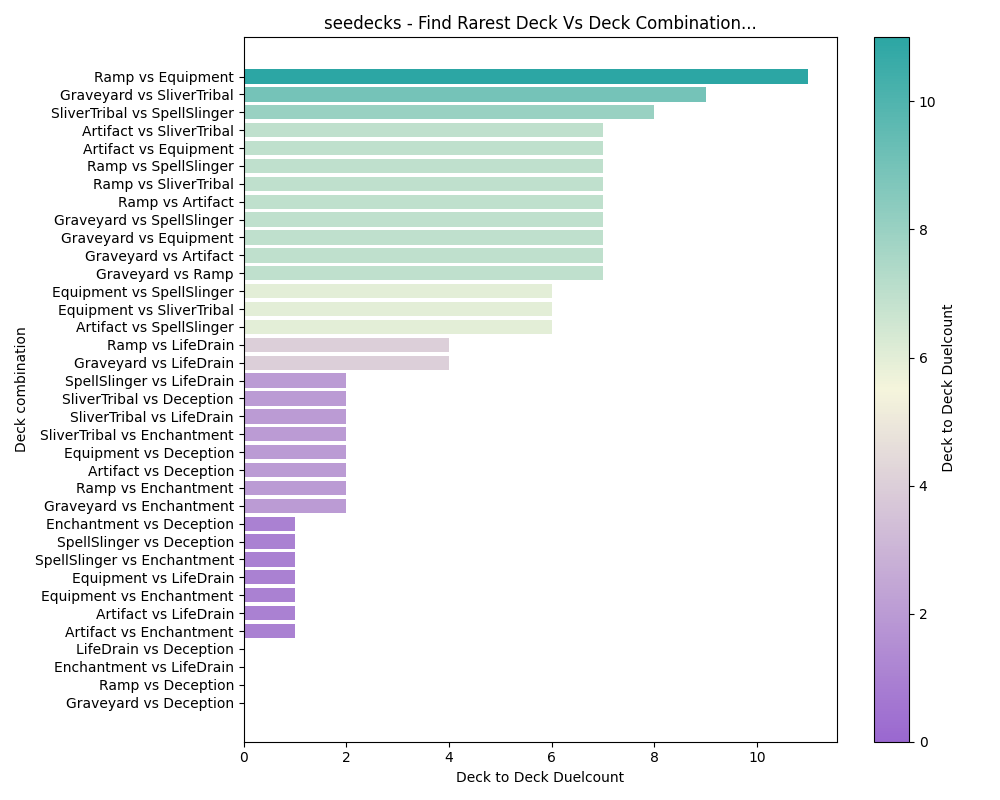 seedecks - Find Rarest Deck Vs Deck Combination...
Ramp vs Equipment
Graveyard vs SliverTribal
SliverTribal vs SpellSlinger
Artifact vs SliverTribal
Artifact vs Equipment
Ramp vs SpellSlinger
Ramp vs SliverTribal
Ramp vs Artifact
Graveyard vs SpellSlinger
Graveyard vs Equipment
Graveyard vs Artifact
Graveyard vs Ramp
Equipment vs SpellSlinger
Equipment vs SliverTribal
Artifact vs SpellSlinger
Ramp vs LifeDrain
Graveyard vs LifeDrain
SpellSlinger vs LifeDrain
SliverTribal vs Deception
SliverTribal vs LifeDrain
SliverTribal vs Enchantment
Equipment vs Deception
Artifact vs Deception
Ramp vs Enchantment
Graveyard vs Enchantment
Enchantment vs Deception
SpellSlinger vs Deception
SpellSlinger vs Enchantment
Equipment vs LifeDrain
Equipment vs Enchantment
Artifact vs LifeDrain
Artifact vs Enchantment
LifeDrain vs Deception
Enchantment vs LifeDrain
Ramp vs Deception
Graveyard vs Deception
Deck combination
0 2 4 6 8 10
Deck to Deck Duelcount
10
8
6
4
2
0
Deck to Deck Duelcount